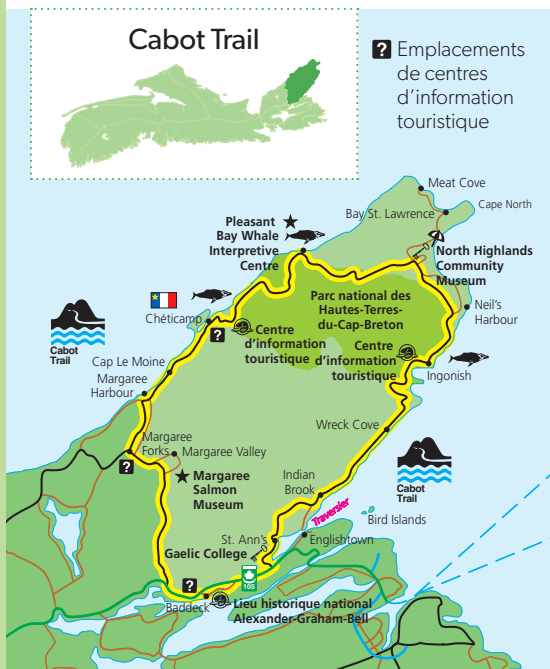 Cabot Trail
? Emplacements
de centres
d’information
touristique
Meat Cove
Cape North
Bay St. Lawrence
Pleasant
Bay Whale
Interpretive
Centre
North Highlands
Community
Museum
Parc national des
Hautes-Terres-
du-Cap-Breton
Neil’s
Harbour
Chéticamp
?
Centre
d’information
touristique
Centre
d’information
touristique
Ingonish
Cabot
Trail
Cap Le Moine
Margaree
Harbour
Wreck Cove
Margaree
Forks
Margaree Valley
?
Margaree
Salmon
Museum
Cabot
Trail
Indian
Brook
Traversier
Bird Islands
St. Ann’s
Englishtown
Gaelic College
105
?
Baddeck
Lieu historique national
Alexander-Graham-Bell